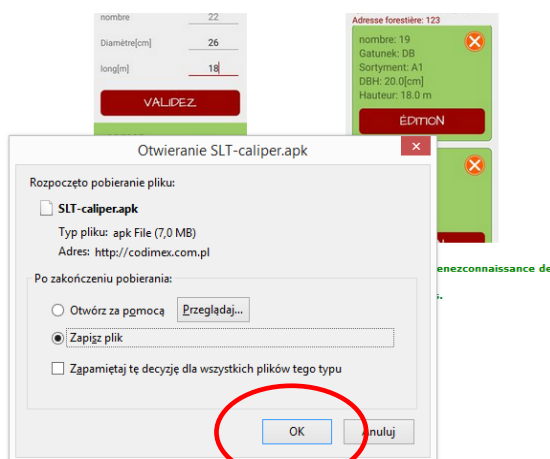 nombre 22
Diamètre[cm] 26
long[m] 18
VALIDEZ
Adresse forestière: 123
nombre: 19
Gatunek: DB
Sortyment: A1
DBH: 20.0[cm]
Hauteur: 18.0 m
ÉDITION
enezconnaissance de
s.
Otwieranie SLT-caliper.apk
Rozpoczęto pobieranie pliku:
SLT-caliper.apk
Typ pliku: apk File (7,0 MB)
Adres: http://codimex.com.pl
Po zakończeniu pobierania:
Otwórz za pomocą Przeglądaj...
Zapisz plik
Zapamiętaj tę decyzję dla wszystkich plików tego typu
OK Anuluj